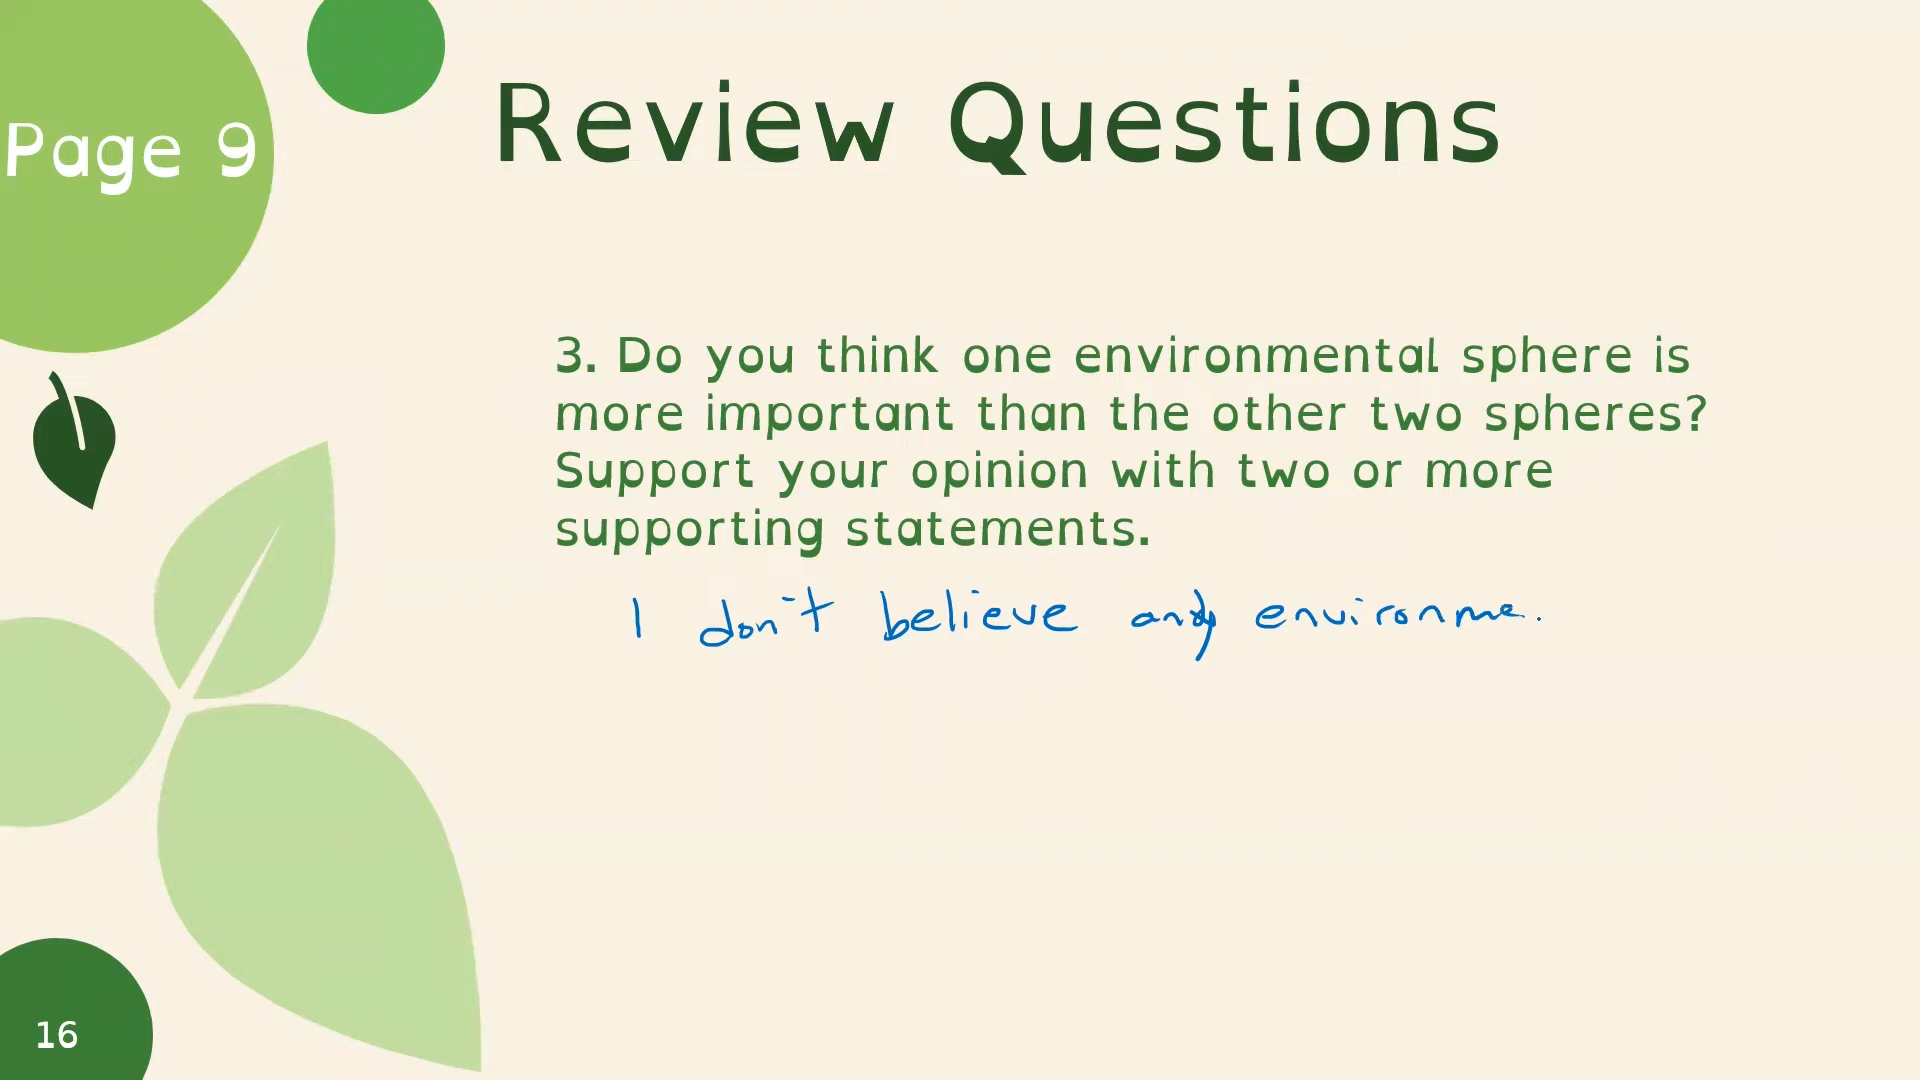 Page 9
Review Questions
3. Do you think one environmental sphere is
more important than the other two spheres?
Support your opinion with two or more
supporting statements.
I don't believe any environme.
16